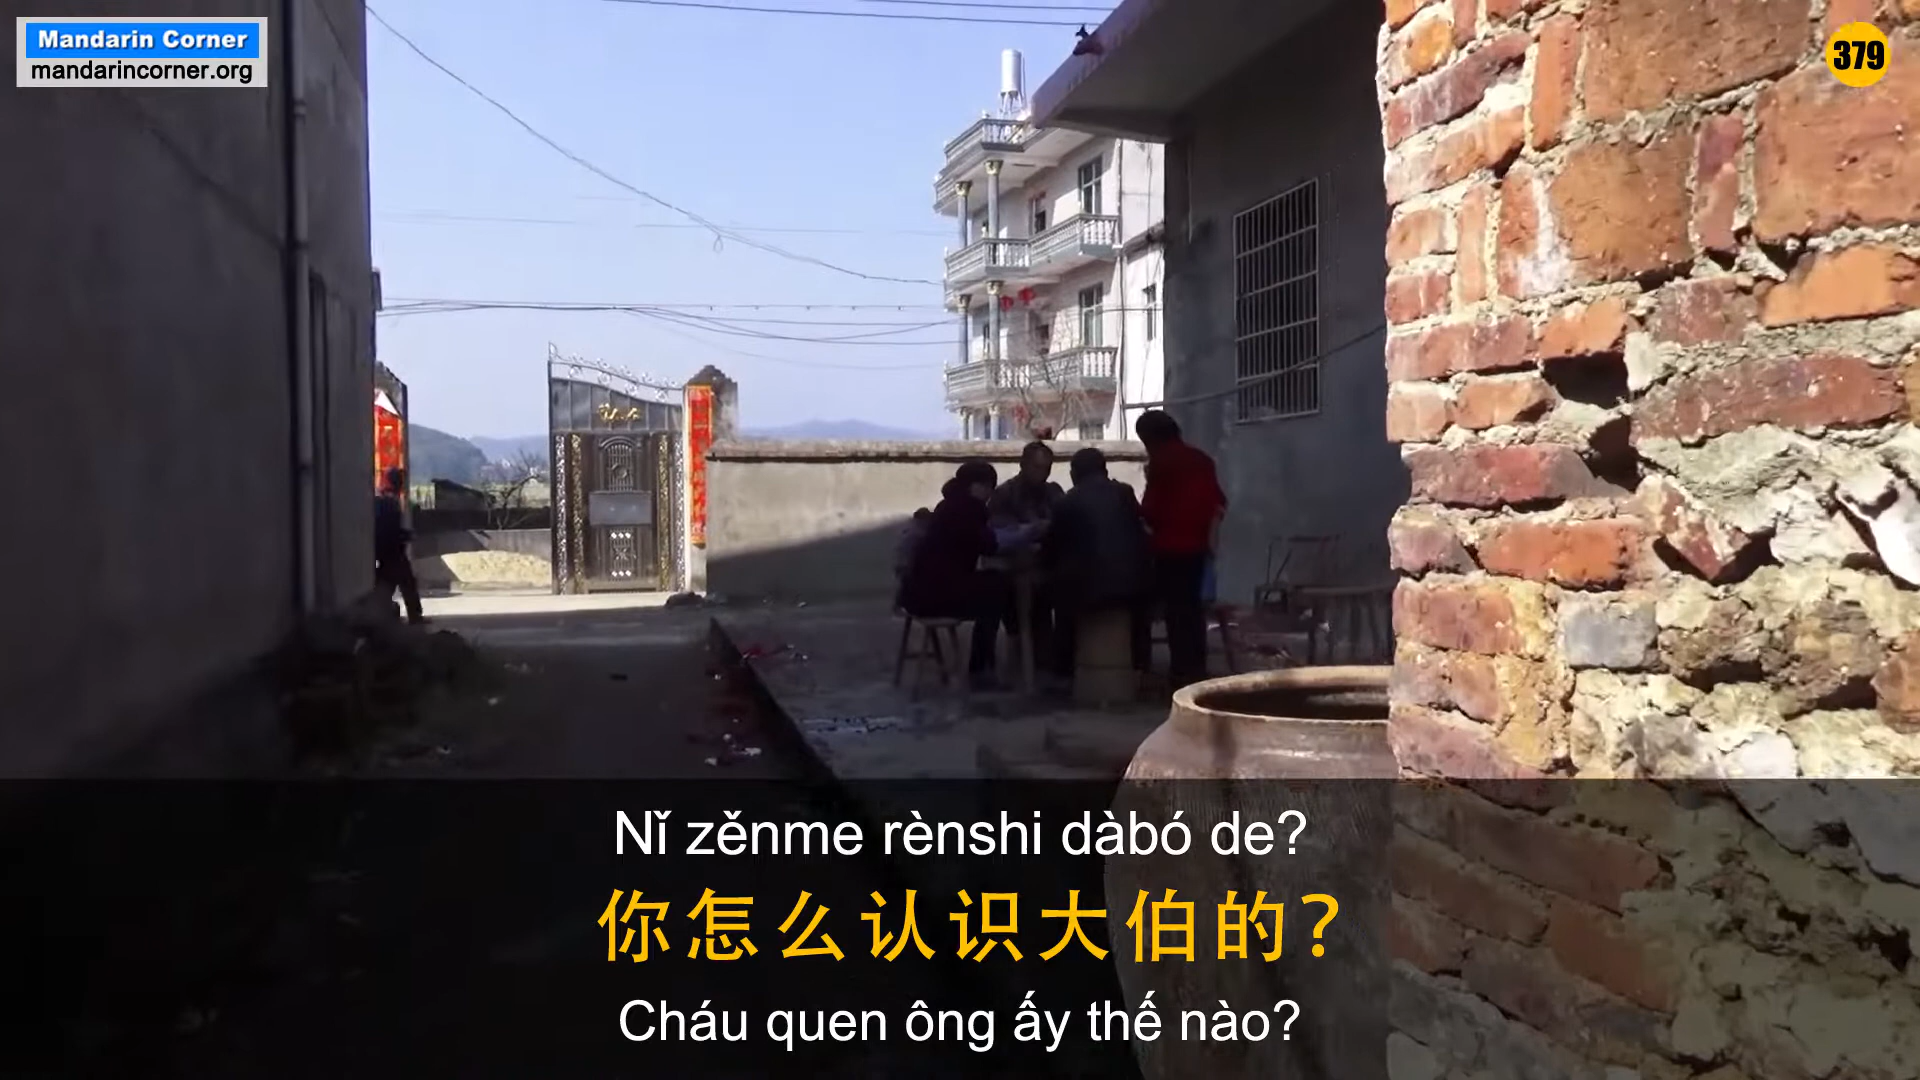 Mandarin Corner
mandarincorner.org
379
Nǐ zěnme rènshi dàbó de?
你怎么认识大伯的？
Cháu quen ông ấy thế nào?